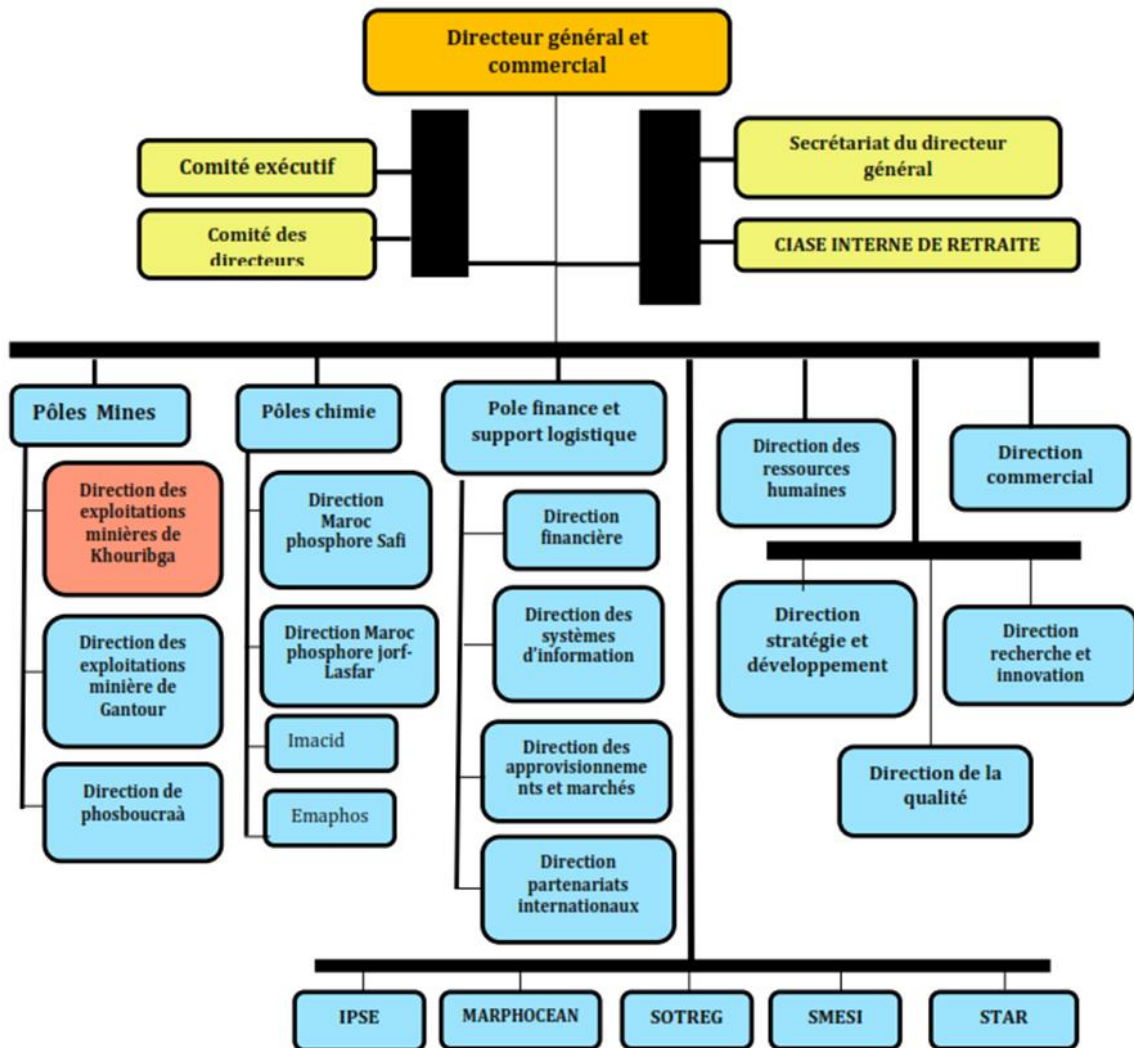 Directeur général et
commercial
Comité exécutif
Secrétariat du directeur
général
Comité des
directeurs
CIASE INTERNE DE RETRAITE
Pôles Mines
Pôles chimie
Pole finance et
support logistique
Direction des
ressources
humaines
Direction
commercial
Direction des
exploitations
minières de
Khouribga
Direction des
exploitations
minière de
Gantour
Direction de
phosboucraà
Direction
Maroc
phosphore Safi
Direction Maroc
phosphore jorf-
Lasfar
Imacid
Emaphos
Direction
financière
Direction des
systèmes
d'information
Direction des
approvisionneme
nts et marchés
Direction
partenariats
internationaux
Direction
stratégie et
développement
Direction
recherche et
innovation
Direction de la
qualité
IPSE
MARPHOCEAN
SOTREG
SMESI
STAR